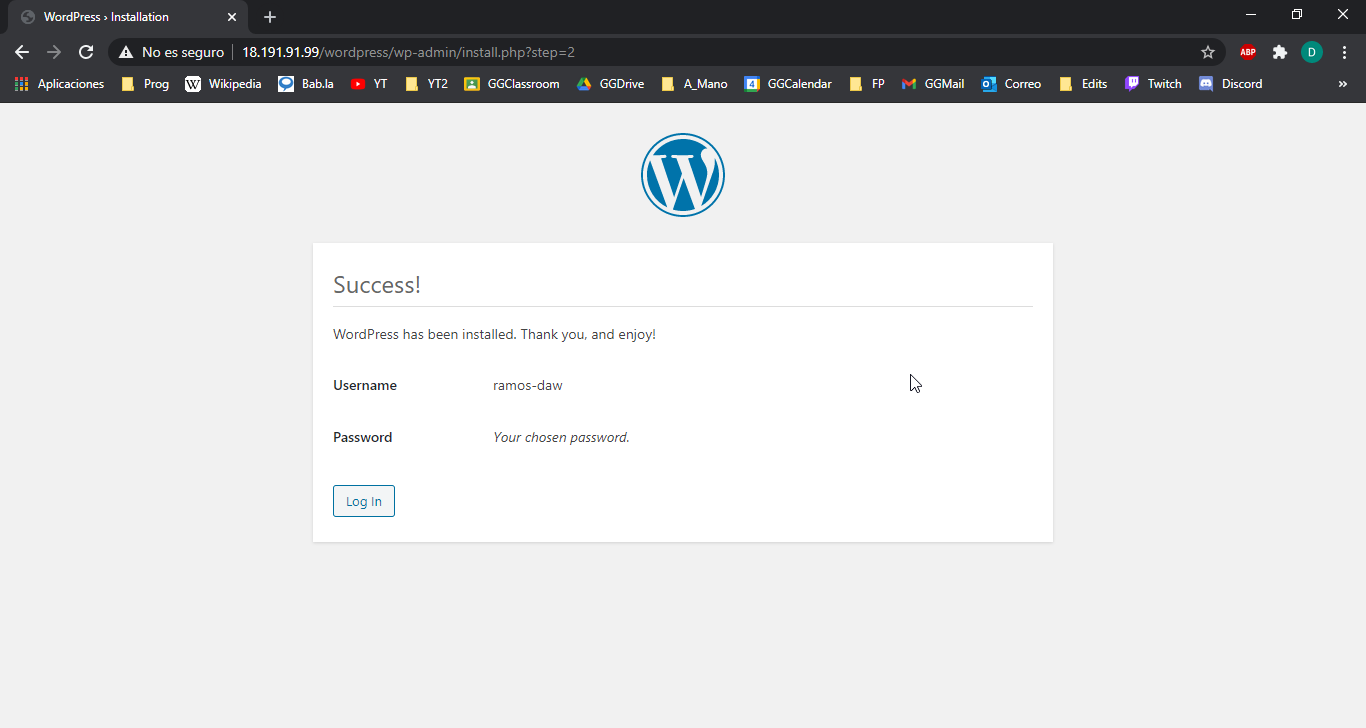 WordPress › Installation
No es seguro 18.191.91.99/wordpress/wp-admin/install.php?step=2 ABP D
Aplicaciones Prog W Wikipedia Bab.la YT YT2 GGClassroom GGDrive A_Mano 4 GGCalendar FP GGMail Correo Edits Twitch Discord »
Success!
WordPress has been installed. Thank you, and enjoy!
Username ramos-daw
Password Your chosen password.
Log In